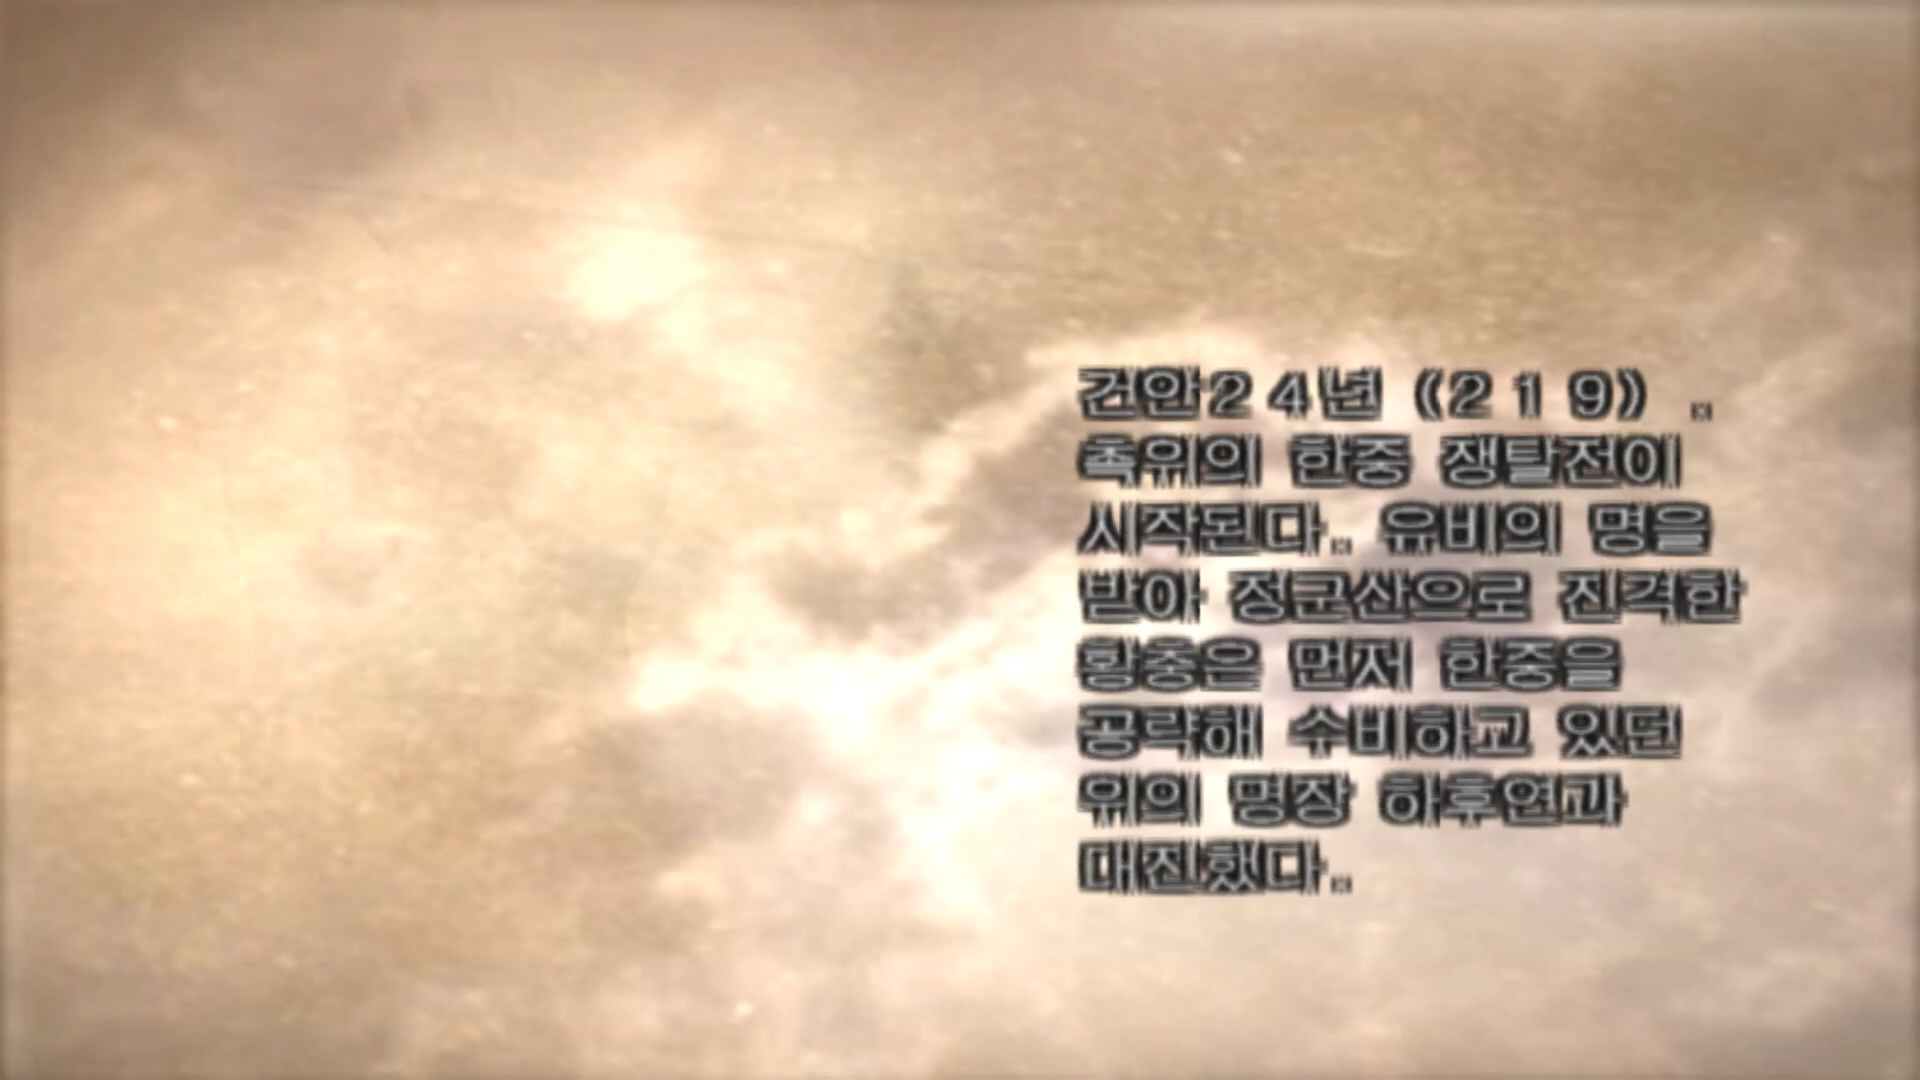 건안24년 (219) .
촉위의 한중 쟁탈전이
시작된다. 유비의 명을
받아 정군산으로 진격한
황충은 먼저 한중을
공략해 수비하고 있던
위의 명장 하후연과
대진했다.